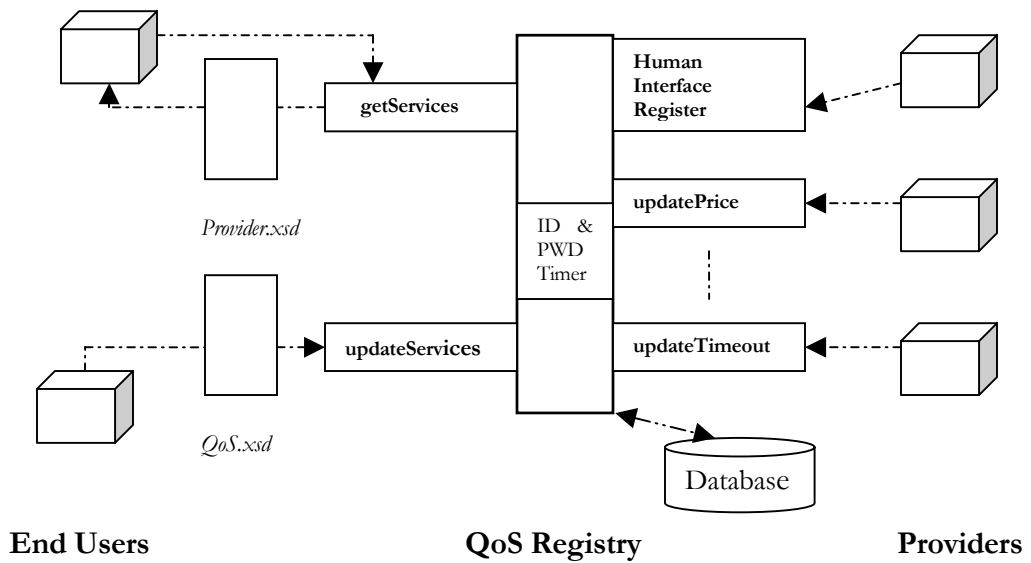 Human
Interface
Register
getServices
updatePrice
Provider.xsd
ID &
PWD
Timer
updateServices
updateTimeout
QoS.xsd
Database
End Users
QoS Registry
Providers